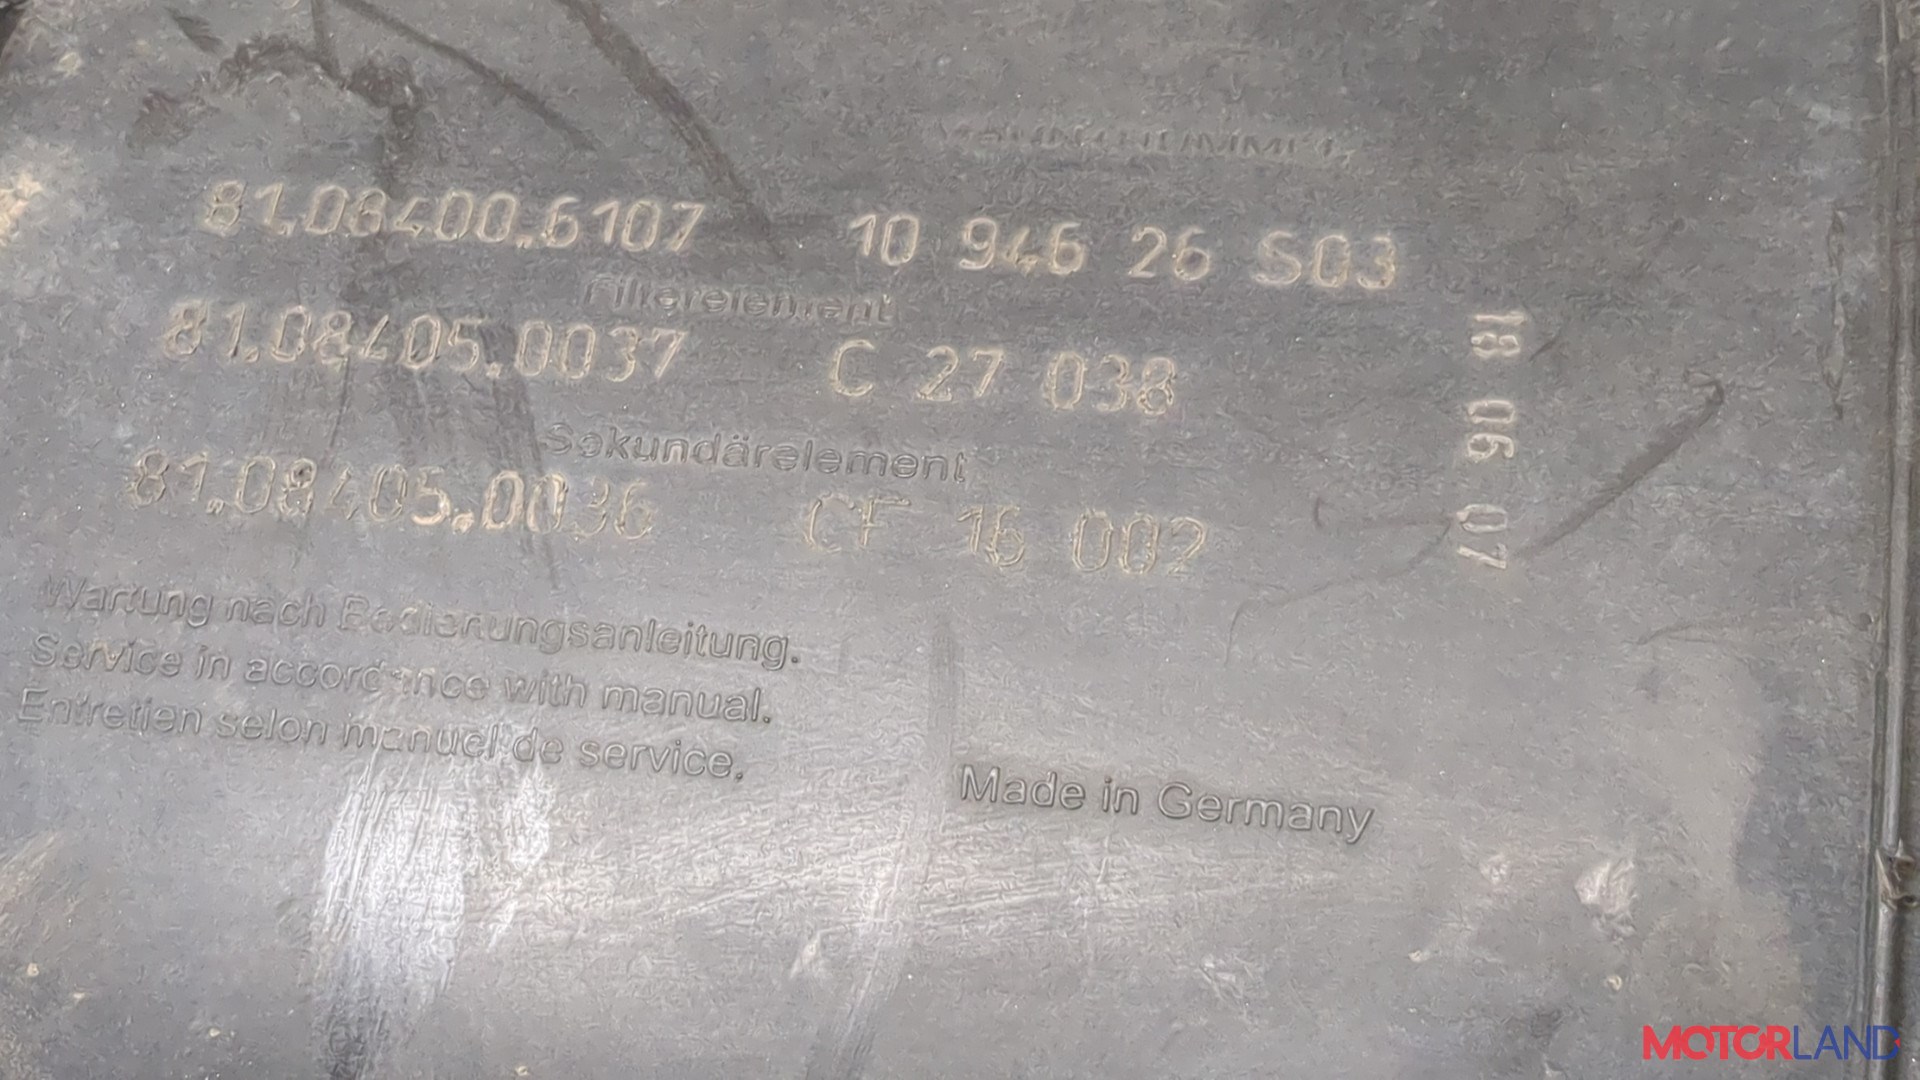 81.08400.6107 10 946 26 S03
Filterelement
81.08405.0037 C 27 038
Sekundärelement
81.08405.0036 CF 16 002
18 06 07
Wartung nach Bedienungsanleitung.
Service in accordance with manual.
Entretien selon manuel de service.
Made in Germany
MOTORLAND